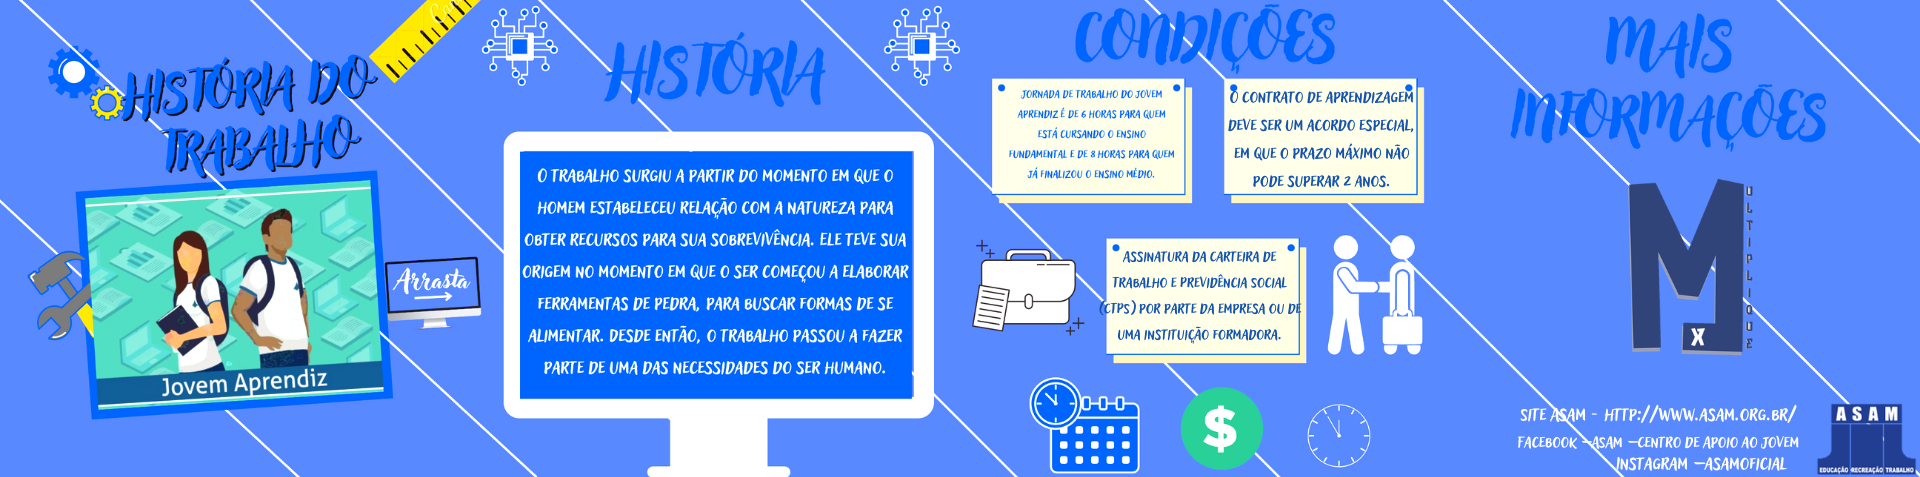 HISTÓRIA DO
TRABALHO
Jovem Aprendiz
Arrasta
HISTÓRIA
O TRABALHO SURGIU A PARTIR DO MOMENTO EM QUE O
HOMEM ESTABELECEU RELAÇÃO COM A NATUREZA PARA
OBTER RECURSOS PARA SUA SOBREVIVÊNCIA. ELE TEVE SUA
ORIGEM NO MOMENTO EM QUE O SER COMEÇOU A ELABORAR
FERRAMENTAS DE PEDRA, PARA BUSCAR FORMAS DE SE
ALIMENTAR. DESDE ENTÃO, O TRABALHO PASSOU A FAZER
PARTE DE UMA DAS NECESSIDADES DO SER HUMANO.
CONDIÇÕES
JORNADA DE TRABALHO DO JOVEM
APRENDIZ É DE 6 HORAS PARA QUEM
ESTÁ CURSANDO O ENSINO
FUNDAMENTAL E DE 8 HORAS PARA QUEM
JÁ FINALIZOU O ENSINO MÉDIO.
O CONTRATO DE APRENDIZAGEM
DEVE SER UM ACORDO ESPECIAL,
EM QUE O PRAZO MÁXIMO NÃO
PODE SUPERAR 2 ANOS.
ASSINATURA DA CARTEIRA DE
TRABALHO E PREVIDÊNCIA SOCIAL
(CTPS) POR PARTE DA EMPRESA OU DE
UMA INSTITUIÇÃO FORMADORA.
$
MAIS
INFORMAÇÕES
M
X
ULTIPLIQUE
SITE ASAM - HTTP://WWW.ASAM.ORG.BR/
FACEBOOK -ASAM -CENTRO DE APOIO AO JOVEM
INSTAGRAM -ASAMOFICIAL
ASAM
EDUCAÇÃO RECREAÇÃO TRABALHO